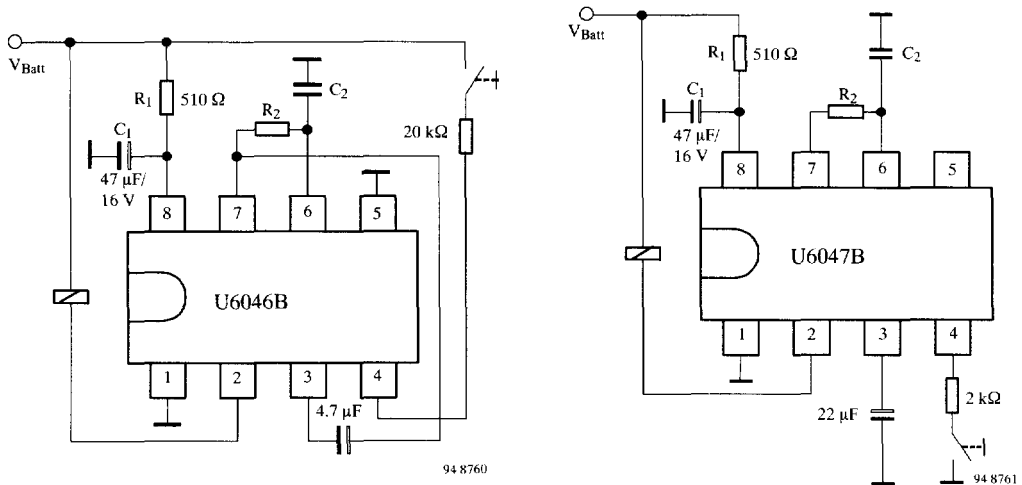 V_Batt
R₁
510 Ω
C₁
47 µF/
16 V
C₂
R₂
20 kΩ
8
7
6
5
U6046B
1
2
3
4
4.7 µF
94 8760
V_Batt
R₁
510 Ω
C₁
47 µF/
16 V
C₂
R₂
8
7
6
5
U6047B
1
2
3
4
22 µF
2 kΩ
94 8761